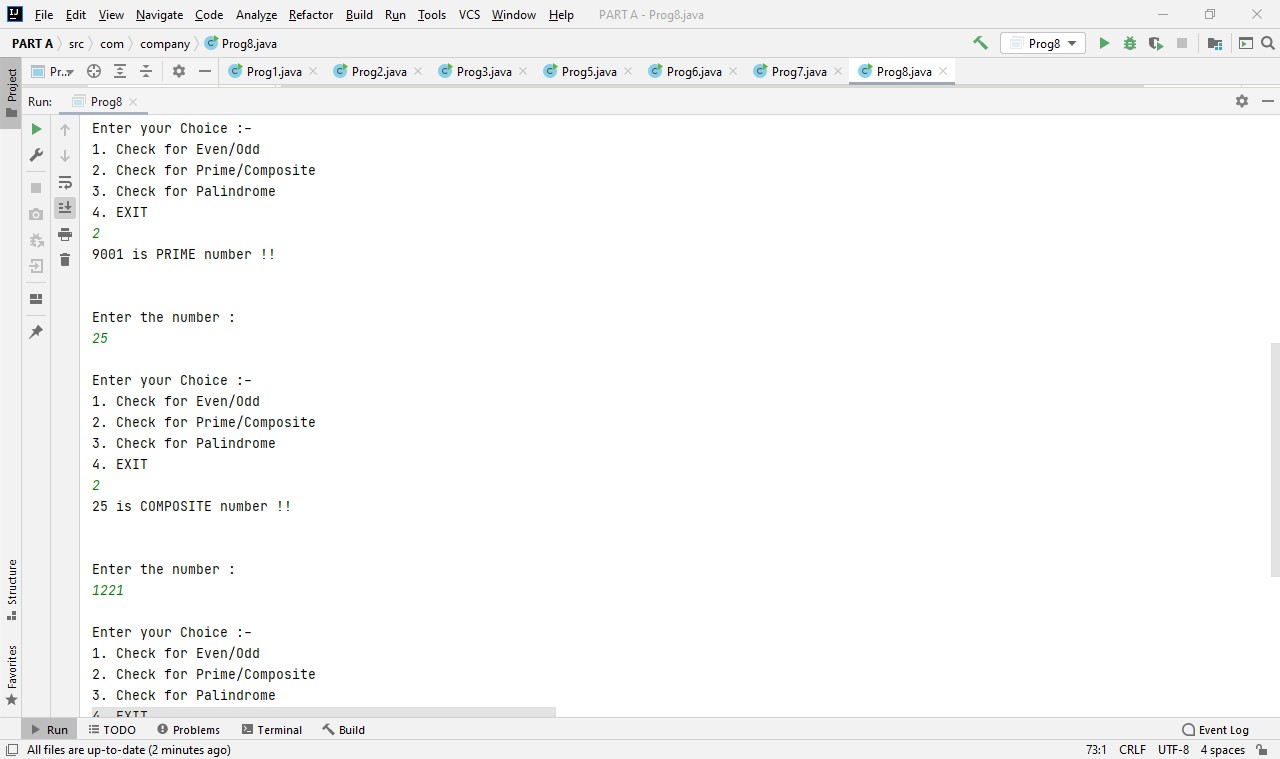 File Edit View Navigate Code Analyze Refactor Build Run Tools VCS Window Help PART A - Prog8.java
PART A src com company Prog8.java Prog8
Pr... Prog1.java Prog2.java Prog3.java Prog5.java Prog6.java Prog7.java Prog8.java
Project
Run: Prog8
Enter your Choice :-
1. Check for Even/Odd
2. Check for Prime/Composite
3. Check for Palindrome
4. EXIT
2
9001 is PRIME number !!
Enter the number :
25
Enter your Choice :-
1. Check for Even/Odd
2. Check for Prime/Composite
3. Check for Palindrome
4. EXIT
2
25 is COMPOSITE number !!
Enter the number :
1221
Enter your Choice :-
1. Check for Even/Odd
2. Check for Prime/Composite
3. Check for Palindrome
4. EXIT
Structure
Favorites
Run TODO Problems Terminal Build Event Log
All files are up-to-date (2 minutes ago) 73:1 CRLF UTF-8 4 spaces